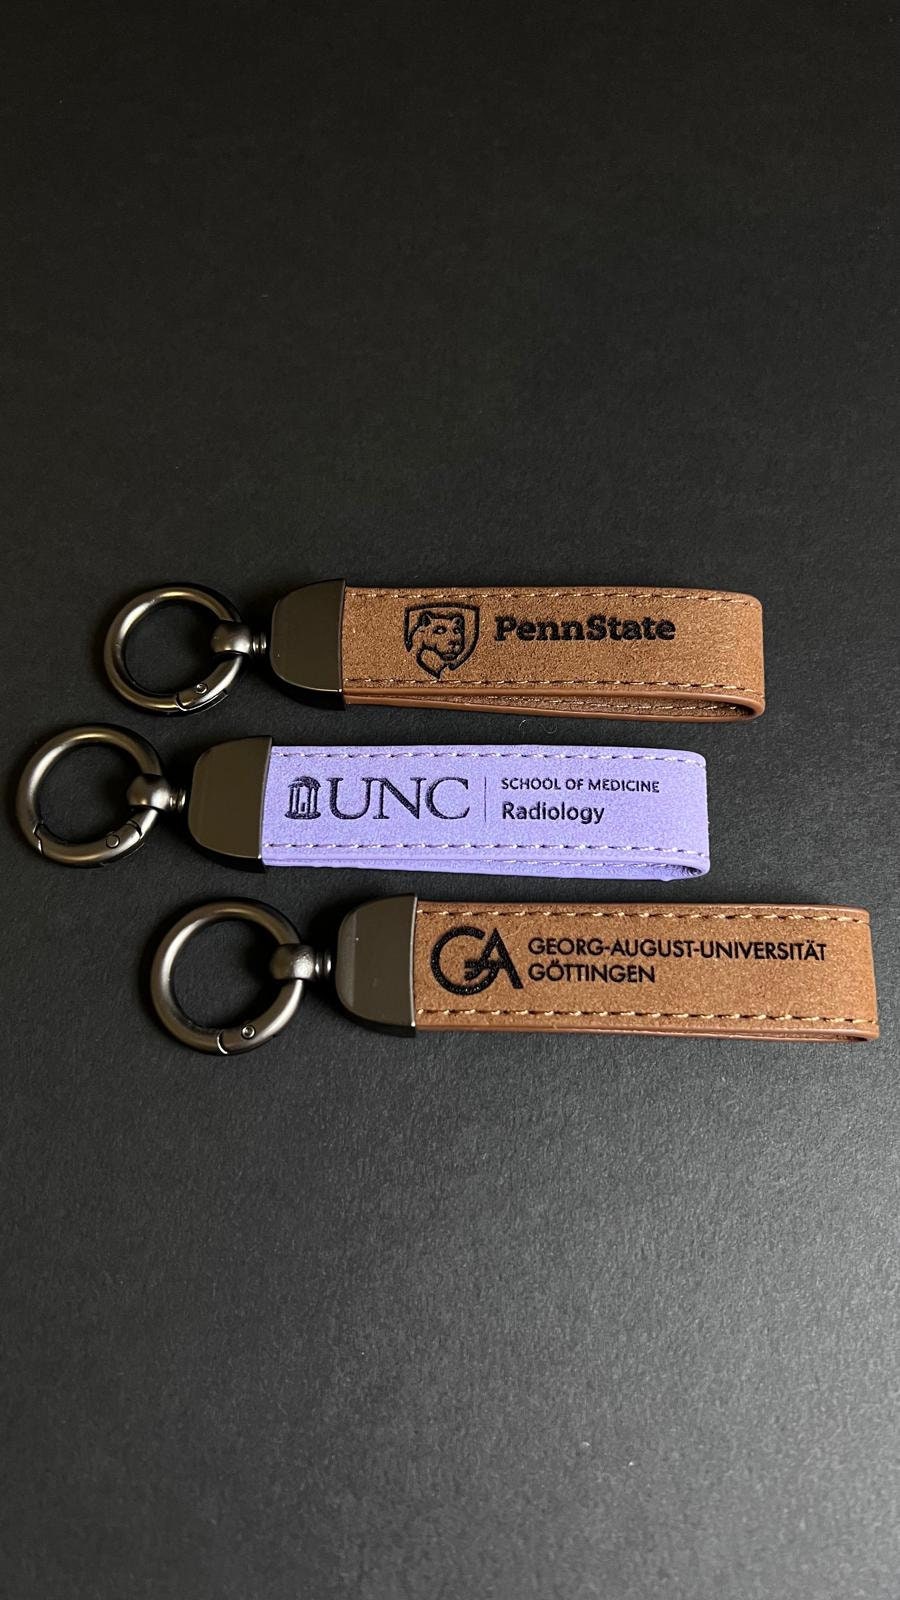 PennState
UNC
SCHOOL OF MEDICINE
Radiology
GA
GEORG-AUGUST-UNIVERSITÄT
GÖTTINGEN